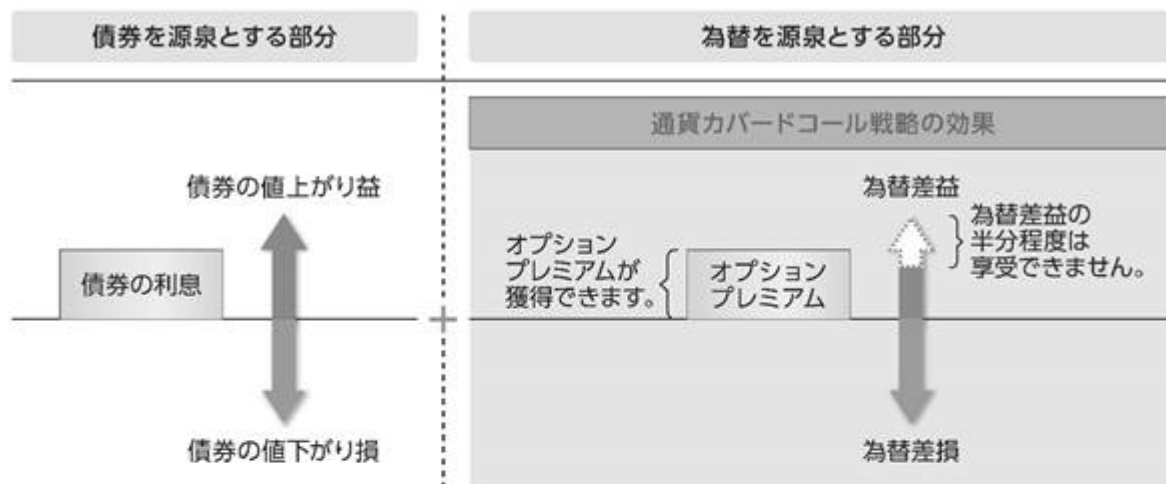 債券を源泉とする部分
為替を源泉とする部分
通貨カバードコール戦略の効果
債券の値上がり益
債券の利息
債券の値下がり損
為替差益
為替差益の
半分程度は
享受できません。
オプション
プレミアムが
獲得できます。
オプション
プレミアム
為替差損